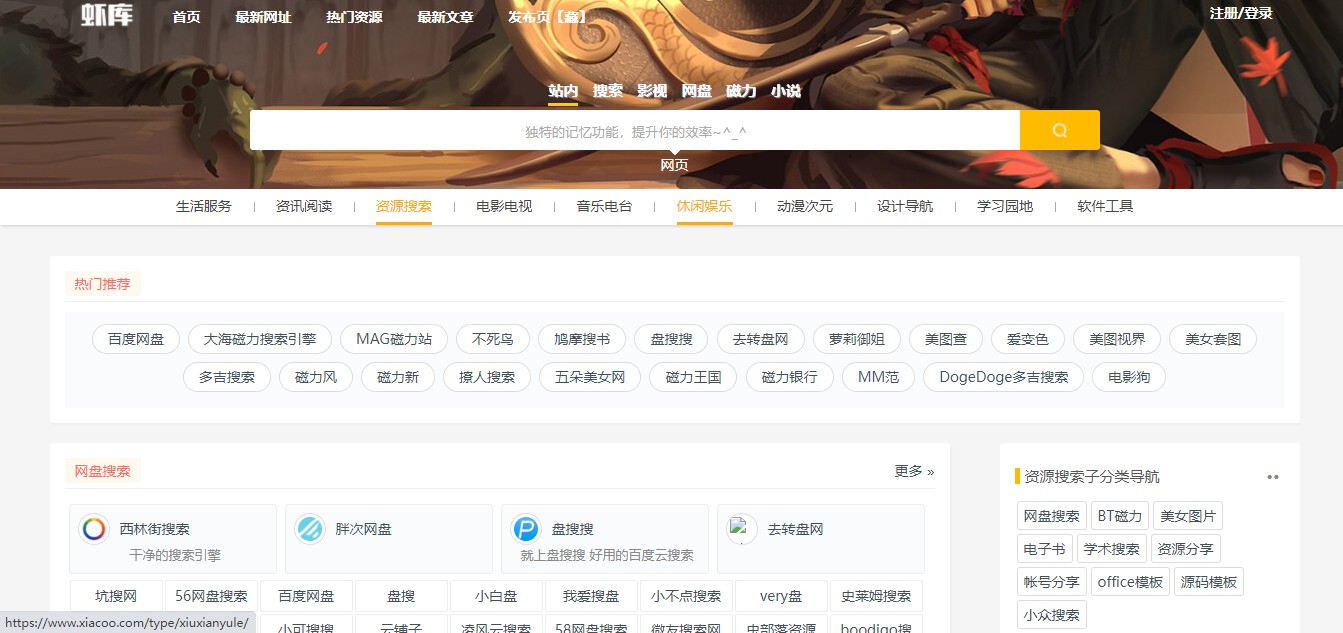 虾库 首页 最新网址 热门资源 最新文章 发布页【鑫】 注册/登录
站内 搜索 影视 网盘 磁力 小说
独特的记忆功能，提升你的效率~^_^
网页
生活服务 | 资讯阅读 | 资源搜索 | 电影电视 | 音乐电台 | 休闲娱乐 | 动漫次元 | 设计导航 | 学习园地 | 软件工具
热门推荐
百度网盘 大海磁力搜索引擎 MAG磁力站 不死鸟 鸠摩搜书 盘搜搜 去转盘网 萝莉御姐 美图查 爱变色 美图视界 美女套图
多吉搜索 磁力风 磁力新 撩人搜索 五朵美女网 磁力王国 磁力银行 MM范 DogeDoge多吉搜索 电影狗
网盘搜索 更多 »
资源搜索子分类导航
西林街搜索 胖次网盘 盘搜搜 去转盘网
干净的搜索引擎 就上盘搜搜 好用的百度云搜索
网盘搜索 BT磁力 美女图片
电子书 学术搜索 资源分享
帐号分享 office模板 源码模板
小众搜索
坑搜网 56网盘搜索 百度网盘 盘搜 小白盘 我爱搜盘 小不点搜索 very盘 史莱姆搜索
https://www.xiacoo.com/type/xiuxianyule/ 小可搜搜 云铺子 凌风云搜索 58网盘搜索 微友搜索网 虫部落资源 hoodigo搜